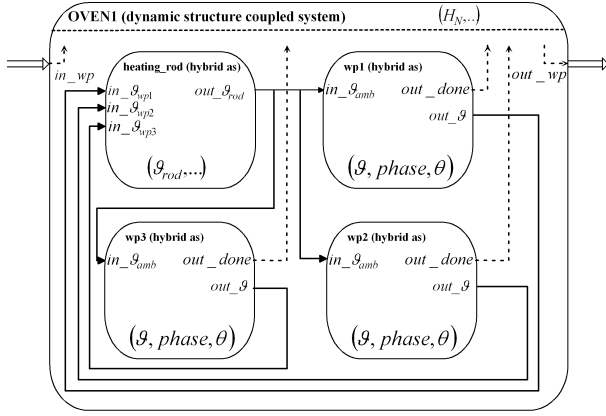 OVEN1 (dynamic structure coupled system) (H_N,..)
in_wp out_wp
heating_rod (hybrid as)
in_ϑ_wp1 out_ϑ_rod
in_ϑ_wp2
in_ϑ_wp3
(ϑ_rod,...)
wp1 (hybrid as)
in_ϑ_amb out_done
out_ϑ
(ϑ, phase, θ)
wp3 (hybrid as)
in_ϑ_amb out_done
out_ϑ
(ϑ, phase, θ)
wp2 (hybrid as)
in_ϑ_amb out_done
out_ϑ
(ϑ, phase, θ)